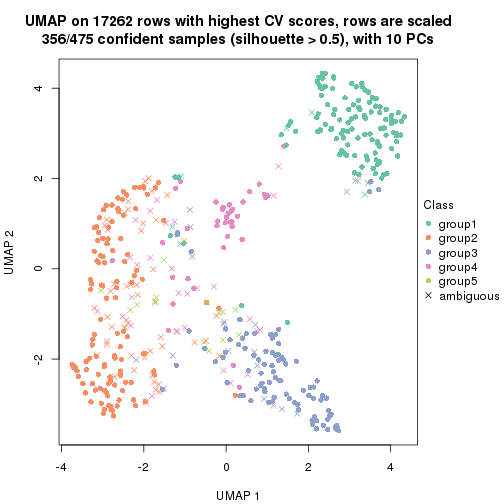 UMAP on 17262 rows with highest CV scores, rows are scaled
356/475 confident samples (silhouette > 0.5), with 10 PCs
4
2
0
-2
UMAP 2
-4
-2
0
2
4
UMAP 1
Class
group1
group2
group3
group4
group5
ambiguous